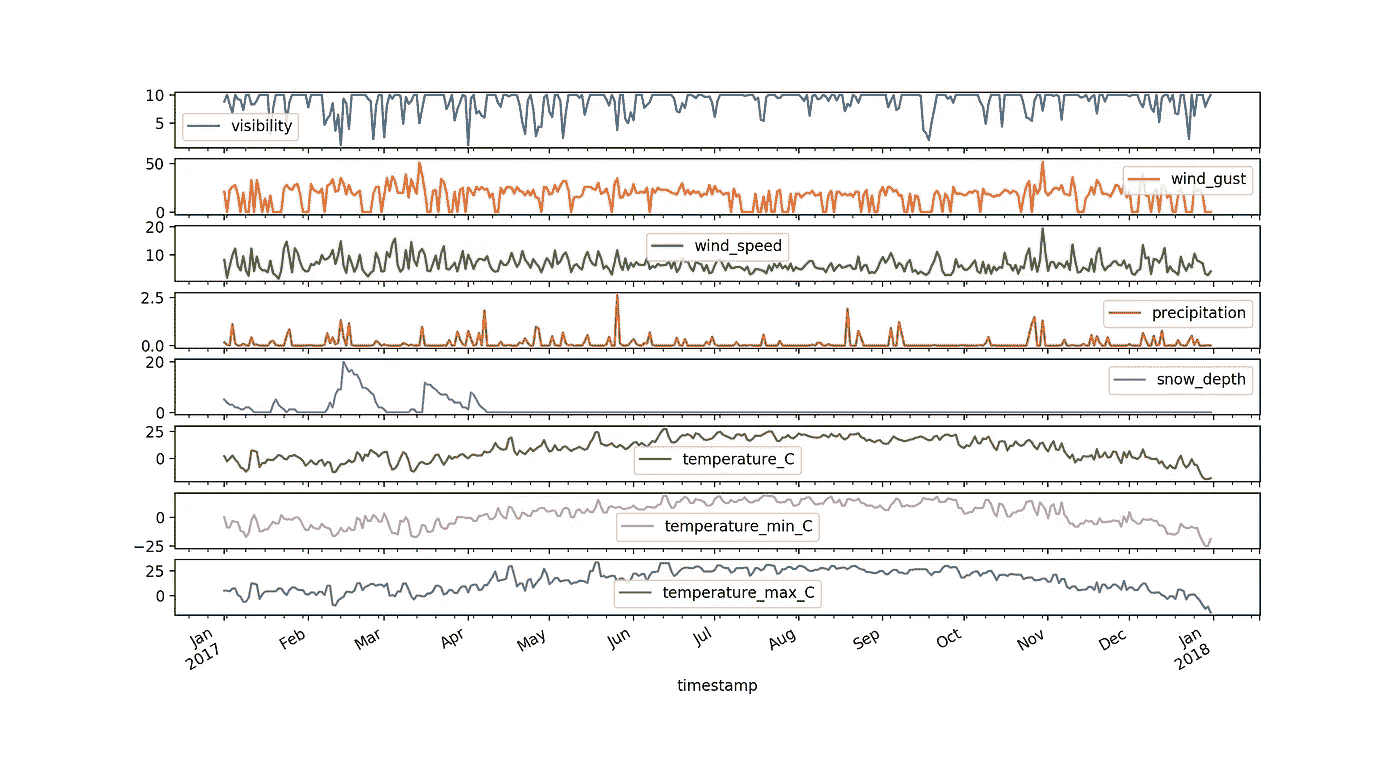 10
5
visibility
50
0
wind_gust
20
10
wind_speed
2.5
0.0
precipitation
20
0
snow_depth
25
0
temperature_C
0
−25
temperature_min_C
25
0
temperature_max_C
Jan
2017
Feb
Mar
Apr
May
Jun
Jul
Aug
Sep
Oct
Nov
Dec
Jan
2018
timestamp